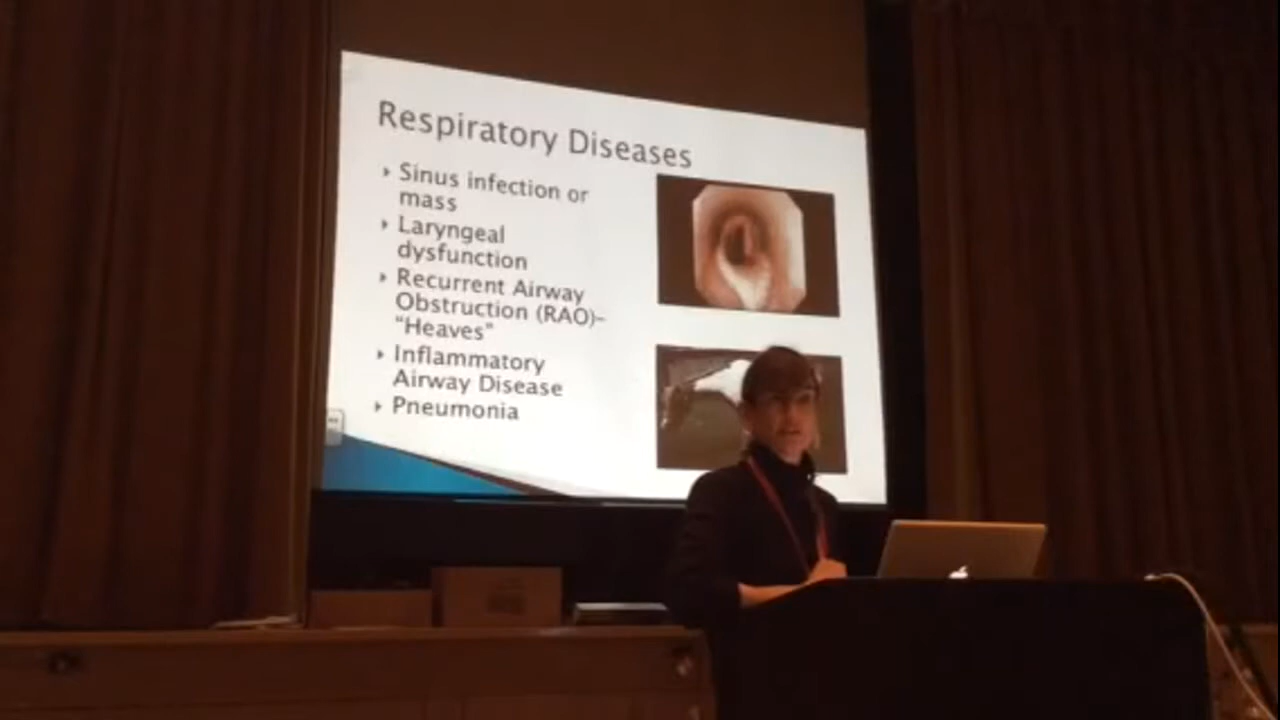 Respiratory Diseases
Sinus infection or
mass
Laryngeal
dysfunction
Recurrent Airway
Obstruction (RAO)–
“Heaves”
Inflammatory
Airway Disease
Pneumonia